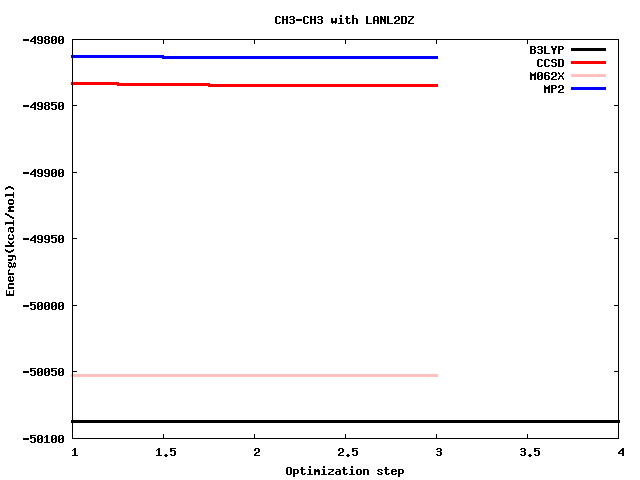 CH3-CH3 with LANL2DZ
-49800
-49850
-49900
-49950
-50000
-50050
-50100
Energy(kcal/mol)
B3LYP
CCSD
M062X
MP2
1 1.5 2 2.5 3 3.5 4
Optimization step